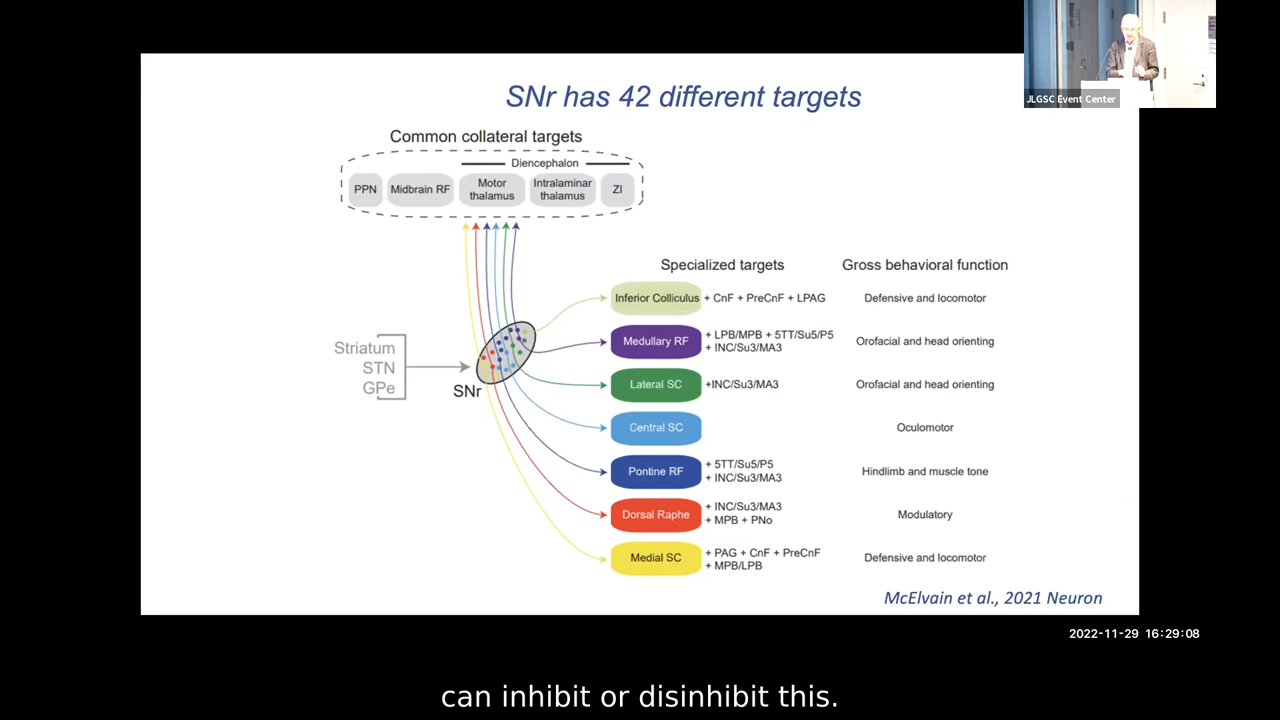 JLGSC Event Center
SNr has 42 different targets
Common collateral targets
Diencephalon
PPN
Midbrain RF
Motor
thalamus
Intralaminar
thalamus
ZI
Striatum
STN
GPe
SNr
Specialized targets
Gross behavioral function
Inferior Colliculus + CnF + PreCnF + LPAG
Defensive and locomotor
Medullary RF
+ LPB/MPB + 5TT/Su5/P5
+ INC/Su3/MA3
Orofacial and head orienting
Lateral SC
+INC/Su3/MA3
Orofacial and head orienting
Central SC
Oculomotor
Pontine RF
+ 5TT/Su5/P5
+ INC/Su3/MA3
Hindlimb and muscle tone
Dorsal Raphe
+ INC/Su3/MA3
+ MPB + PNo
Modulatory
Medial SC
+ PAG + CnF + PreCnF
+ MPB/LPB
Defensive and locomotor
McElvain et al., 2021 Neuron
2022-11-29 16:29:08
can inhibit or disinhibit this.